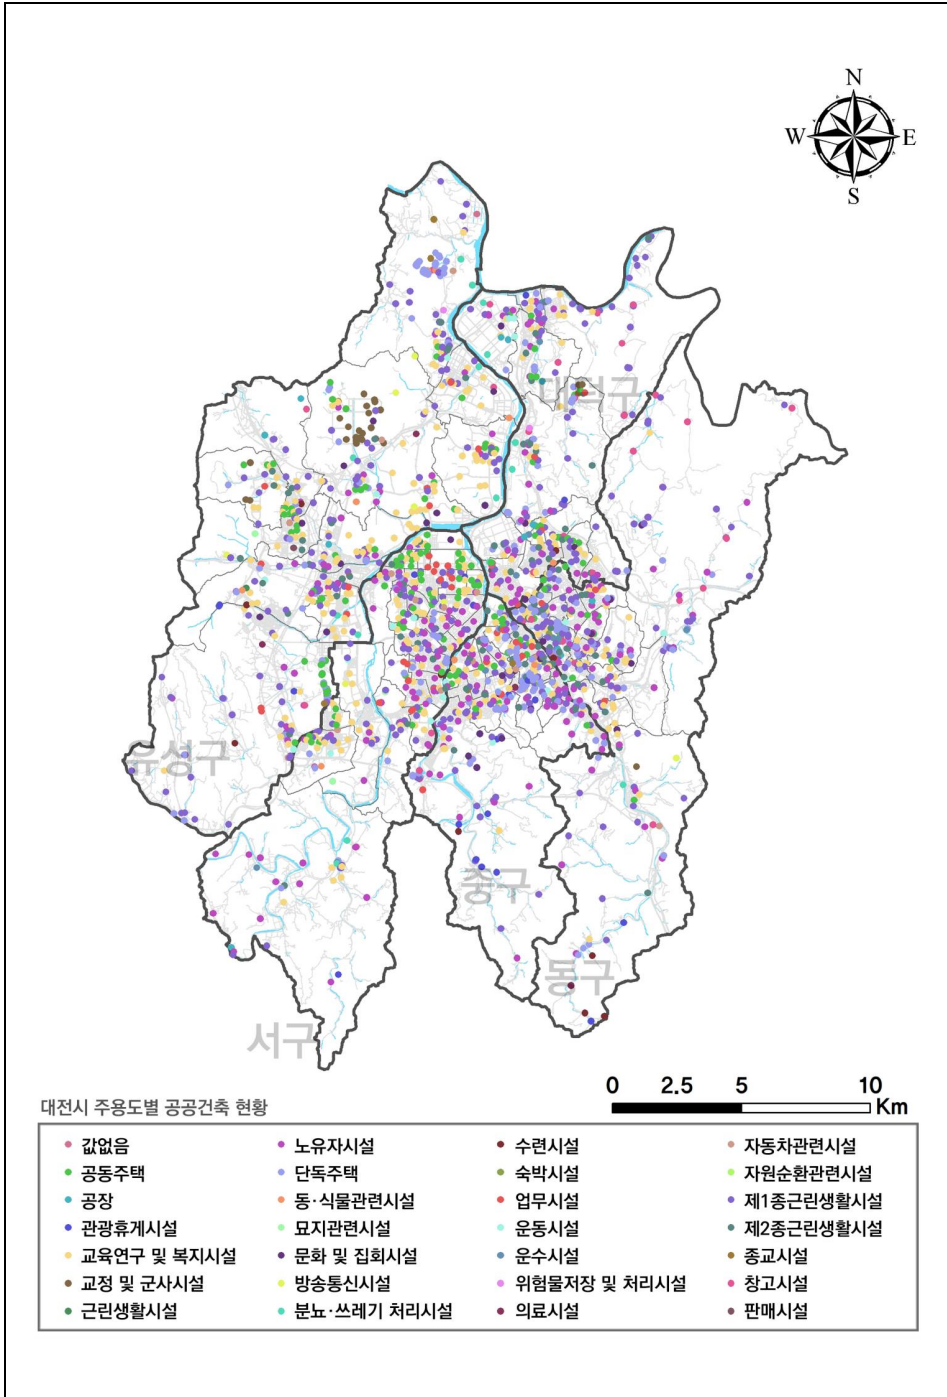 N
W E
S
대덕구
유성구
중구
동구
서구
0 2.5 5 10
Km
대전시 주용도별 공공건축 현황
값없음 노유자시설 수련시설 자동차관련시설
공동주택 단독주택 숙박시설 자원순환관련시설
공장 동·식물관련시설 업무시설 제1종근린생활시설
관광휴게시설 묘지관련시설 운동시설 제2종근린생활시설
교육연구 및 복지시설 문화 및 집회시설 운수시설 종교시설
교정 및 군사시설 방송통신시설 위험물저장 및 처리시설 창고시설
근린생활시설 분뇨·쓰레기 처리시설 의료시설 판매시설